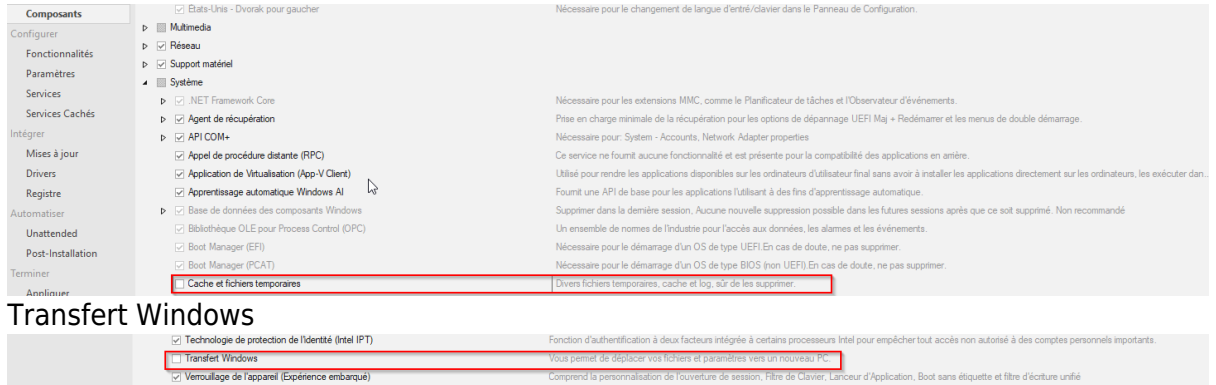 Composants
États-Unis - Dvorak pour gaucher Nécessaire pour le changement de langue d'entré/clavier dans le Panneau de Configuration.
Configurer
Multimedia
Fonctionnalités
Réseau
Paramètres
Support matériel
Services
Système
Services Cachés
.NET Framework Core Nécessaire pour les extensions MMC, comme le Planificateur de tâches et l'Observateur d'événements.
Agent de récupération Prise en charge minimale de la récupération pour les options de dépannage UEFI Maj + Redémarrer et les menus de double démarrage.
Intégrer
API COM+ Nécessaire pour: System - Accounts, Network Adapter properties
Mises à jour
Appel de procédure distante (RPC) Ce service ne fournit aucune fonctionnalité et est présente pour la compatibilité des applications en arrière.
Drivers
Application de Virtualisation (App-V Client) Utilisé pour rendre les applications disponibles sur les ordinateurs d'utilisateur final sans avoir à installer les applications directement sur les ordinateurs, les exécuter dan...
Registre
Apprentissage automatique Windows AI Fournit une API de base pour les applications l'utilisant à des fins d'apprentissage automatique.
Automatiser
Base de données des composants Windows Supprimer dans la dernière session, Aucune nouvelle suppression possible dans les futures sessions après que ce soit supprimé. Non recommandé
Unattended
Bibliothèque OLE pour Process Control (OPC) Un ensemble de normes de l'industrie pour l'accès aux données, les alarmes et les événements.
Post-Installation
Boot Manager (EFI) Nécessaire pour le démarrage d'un OS de type UEFI.En cas de doute, ne pas supprimer.
Terminer
Boot Manager (PCAT) Nécessaire pour le démarrage d'un OS de type BIOS (non UEFI).En cas de doute, ne pas supprimer.
Appliquer
Cache et fichiers temporaires Divers fichiers temporaires, cache et log, sûr de les supprimer.
Transfert Windows
Technologie de protection de l'Identité (Intel IPT) Fonction d'authentification à deux facteurs intégrée à certains processeurs Intel pour empêcher tout accès non autorisé à des comptes personnels importants.
Transfert Windows Vous permet de déplacer vos fichiers et paramètres vers un nouveau PC.
Verrouillage de l'appareil (Expérience embarqué) Comprend la personnalisation de l'ouverture de session, Filtre de Clavier, Lanceur d'Application, Boot sans étiquette et filtre d'écriture unifié